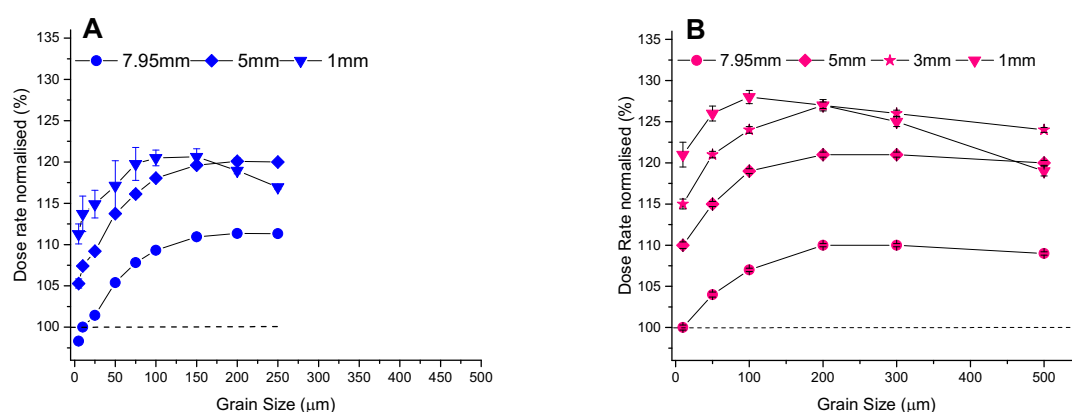 A
135
130
125
120
115
110
105
100
7.95mm 5mm 1mm
Dose rate normalised (%)
0 50 100 150 200 250 300 350 400 450 500
Grain Size (μm)
B
135
130
125
120
115
110
105
100
7.95mm 5mm 3mm 1mm
Dose Rate normalised (%)
0 100 200 300 400 500
Grain Size (μm)